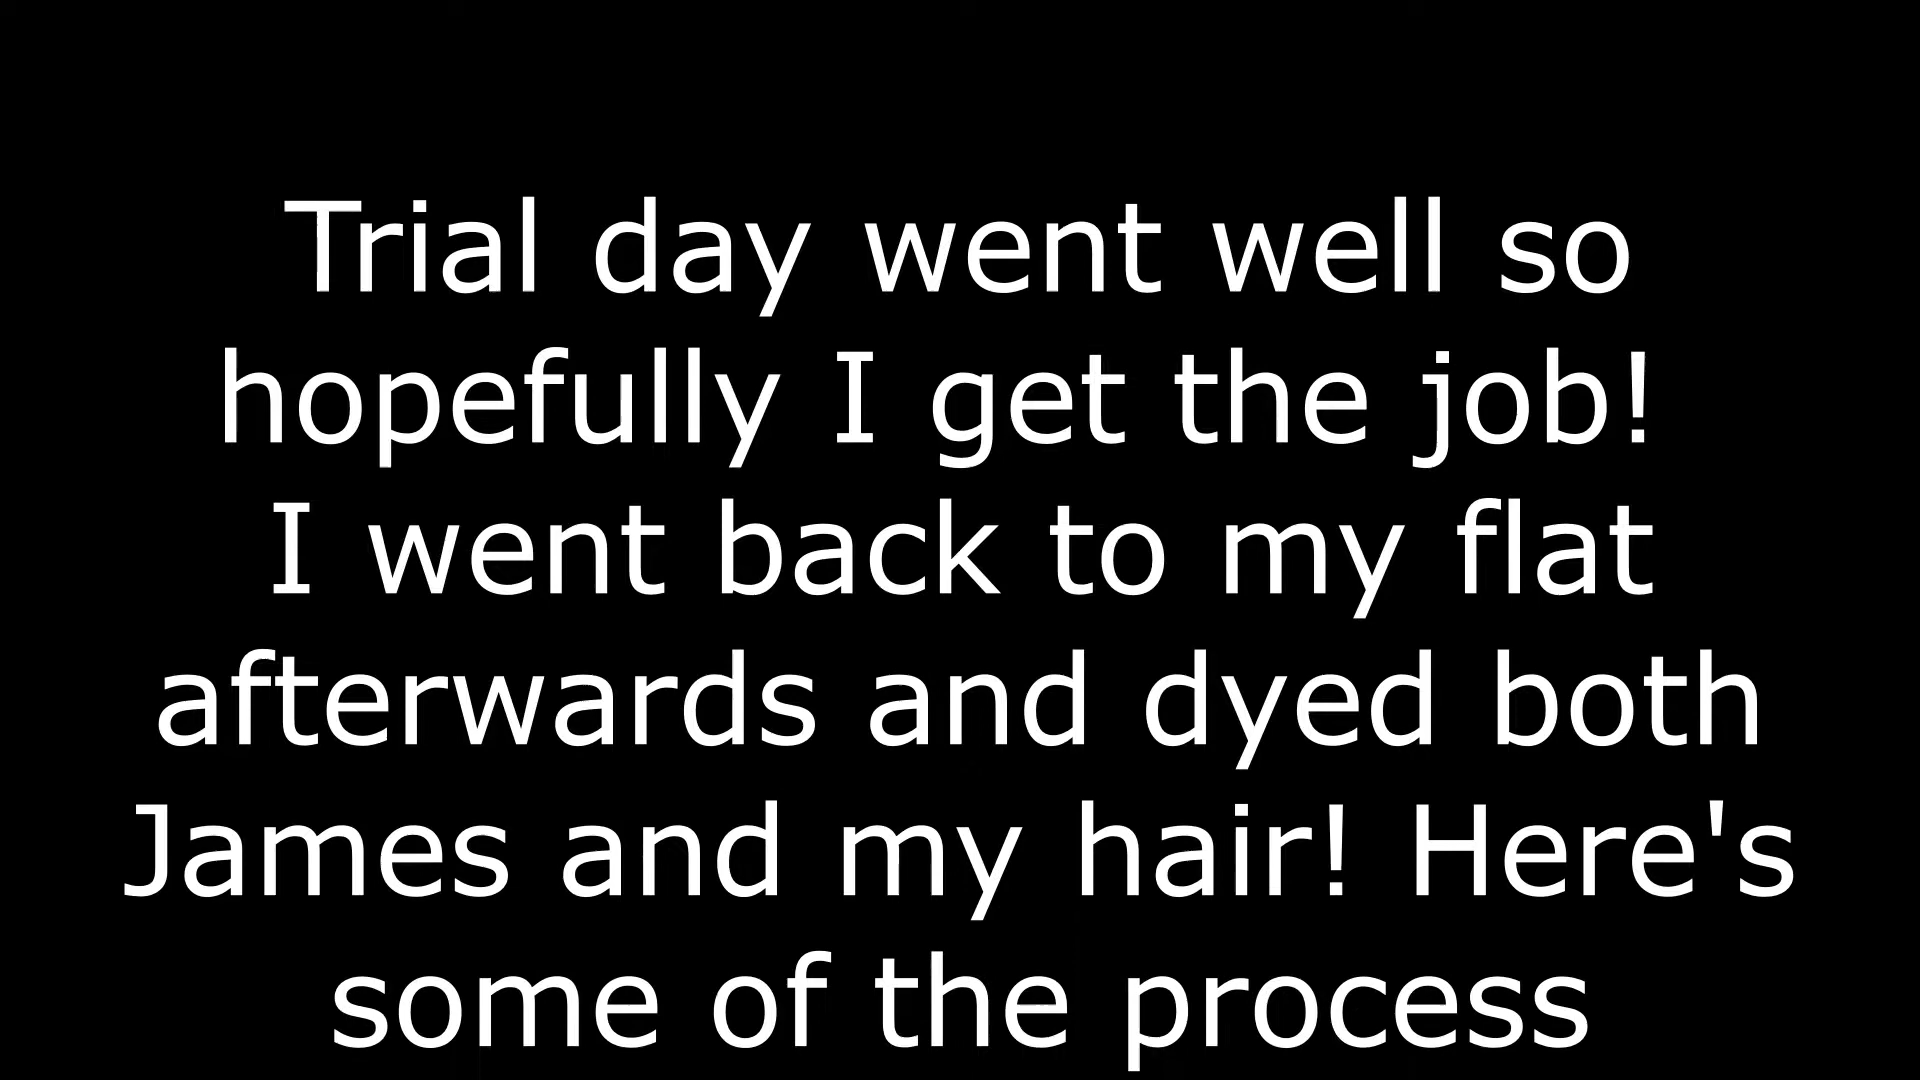 Trial day went well so
hopefully I get the job!
I went back to my flat
afterwards and dyed both
James and my hair! Here's
some of the process